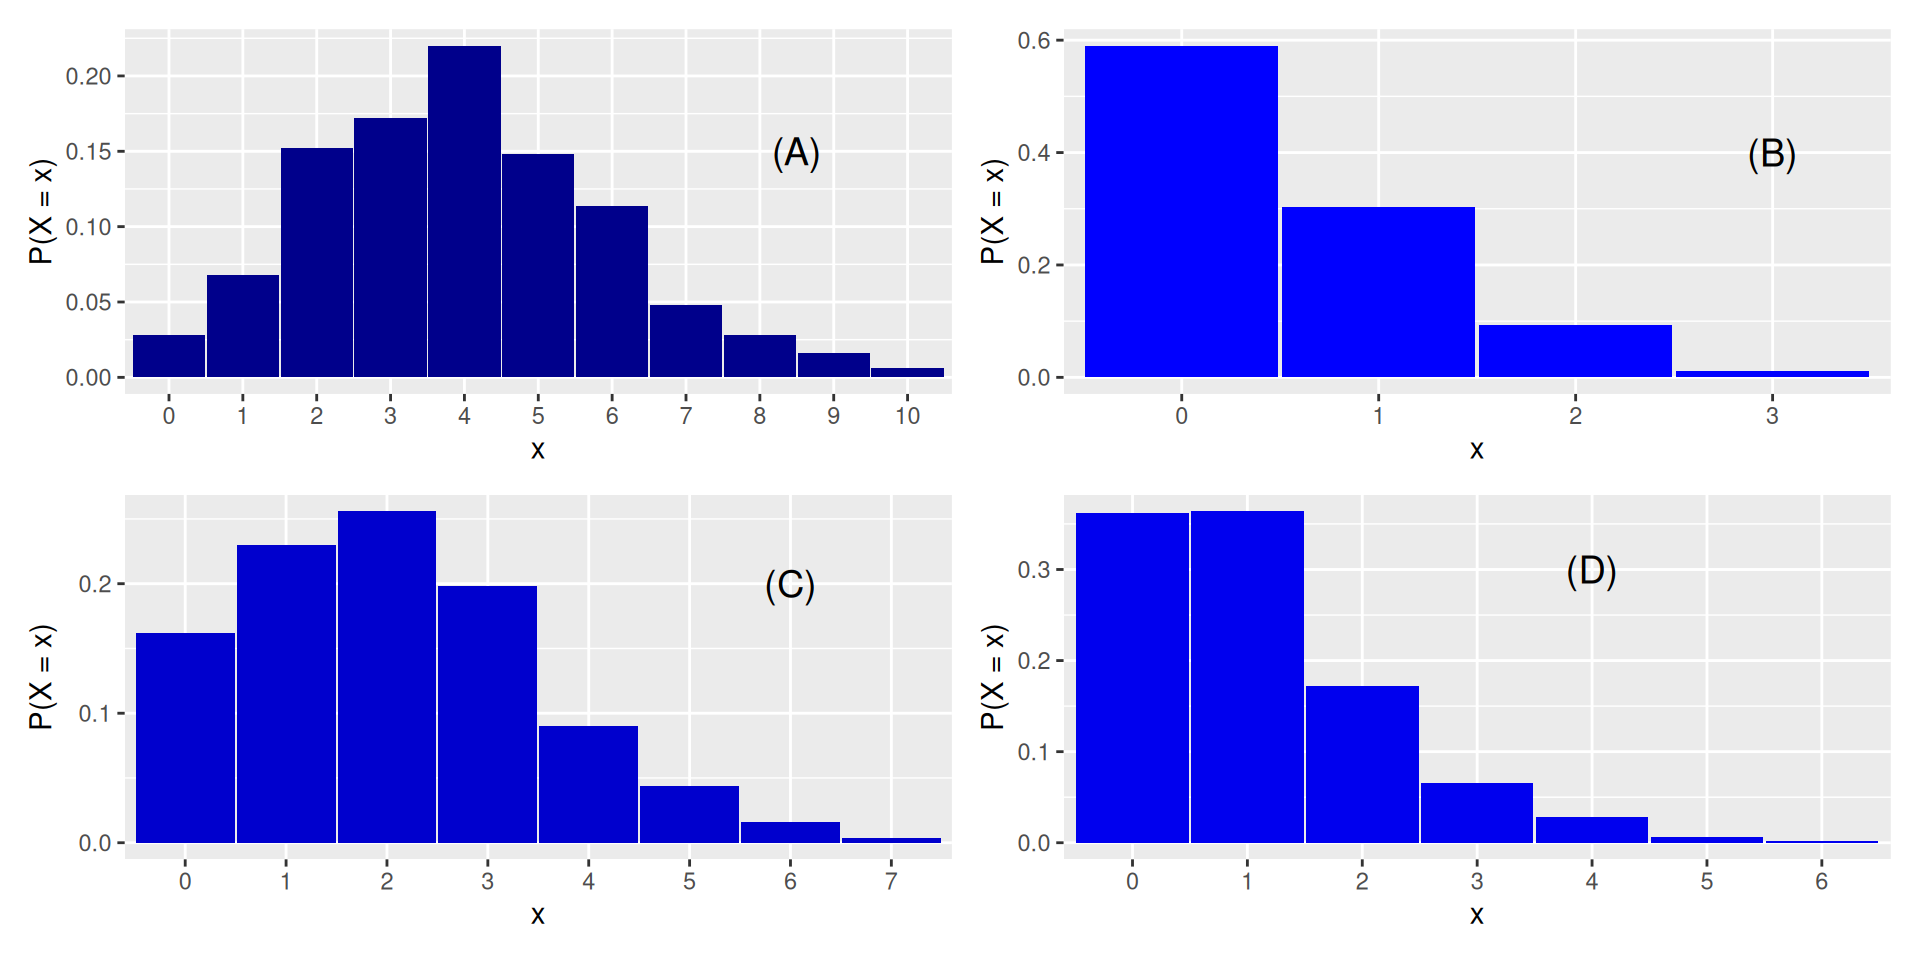 P(X = x)
0.20
0.15
0.10
0.05
0.00
(A)
0 1 2 3 4 5 6 7 8 9 10
x
P(X = x)
0.6
0.4
0.2
0.0
(B)
0 1 2 3
x
P(X = x)
0.2
0.1
0.0
(C)
0 1 2 3 4 5 6 7
x
P(X = x)
0.3
0.2
0.1
0.0
(D)
0 1 2 3 4 5 6
x